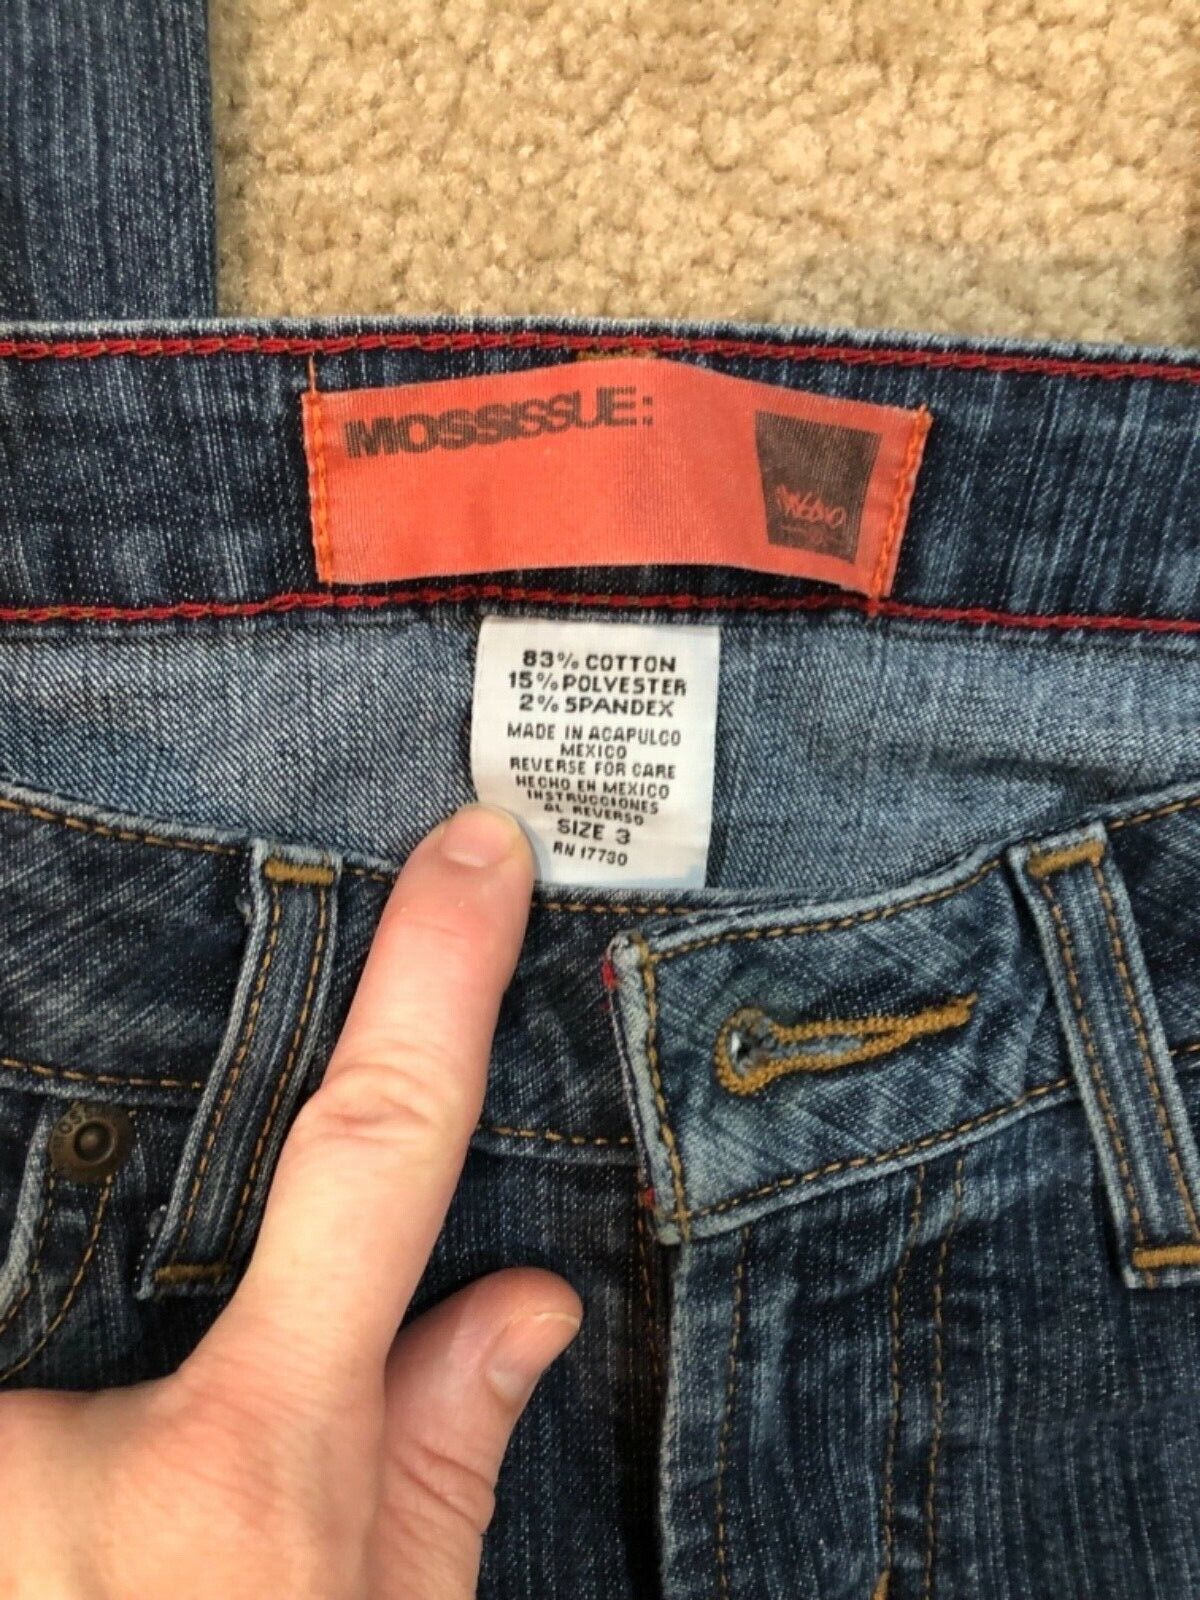 MOSSISSUE:
83% COTTON
15% POLYESTER
2% SPANDEX
MADE IN ACAPULCO
MEXICO
REVERSE FOR CARE
HECHO EN MEXICO
INSTRUCCIONES
AL REVERSO
SIZE 3
RN 17730